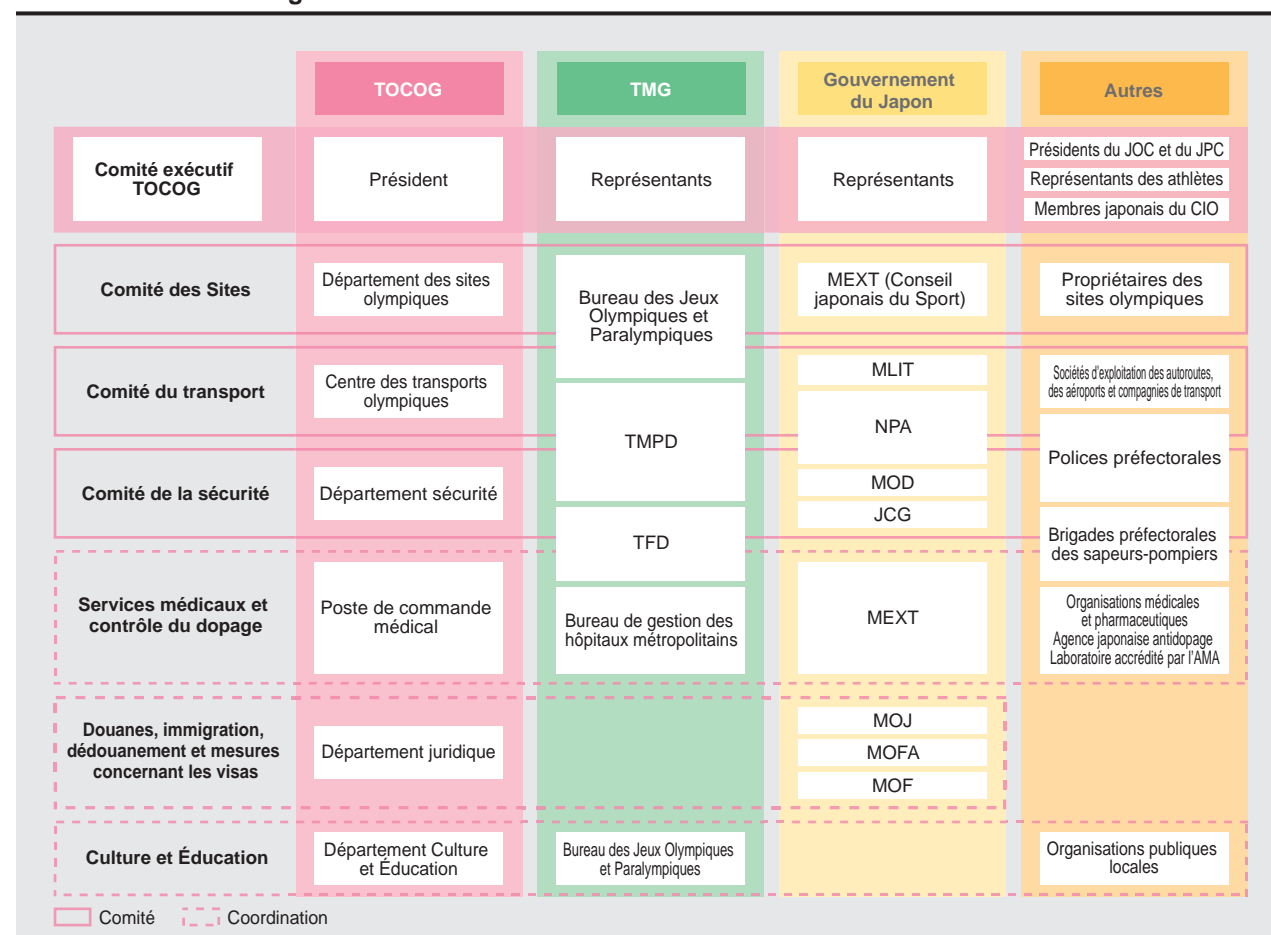 TOCOG
TMG
Gouvernement
du Japon
Autres
Comité exécutif
TOCOG
Président
Représentants
Représentants
Présidents du JOC et du JPC
Représentants des athlètes
Membres japonais du CIO
Comité des Sites
Département des sites
olympiques
Bureau des Jeux
Olympiques et
Paralympiques
MEXT (Conseil
japonais du Sport)
Propriétaires des
sites olympiques
Comité du transport
Centre des transports
olympiques
TMPD
MLIT
NPA
Sociétés d'exploitation des autoroutes,
des aéroports et compagnies de transport
Polices préfectorales
Comité de la sécurité
Département sécurité
MOD
JCG
TFD
Brigades préfectorales
des sapeurs-pompiers
Services médicaux et
contrôle du dopage
Poste de commande
médical
Bureau de gestion des
hôpitaux métropolitains
MEXT
Organisations médicales
et pharmaceutiques
Agence japonaise antidopage
Laboratoire accrédité par l'AMA
Douanes, immigration,
dédouanement et mesures
concernant les visas
Département juridique
MOJ
MOFA
MOF
Culture et Éducation
Département Culture
et Éducation
Bureau des Jeux Olympiques
et Paralympiques
Organisations publiques
locales
Comité
Coordination